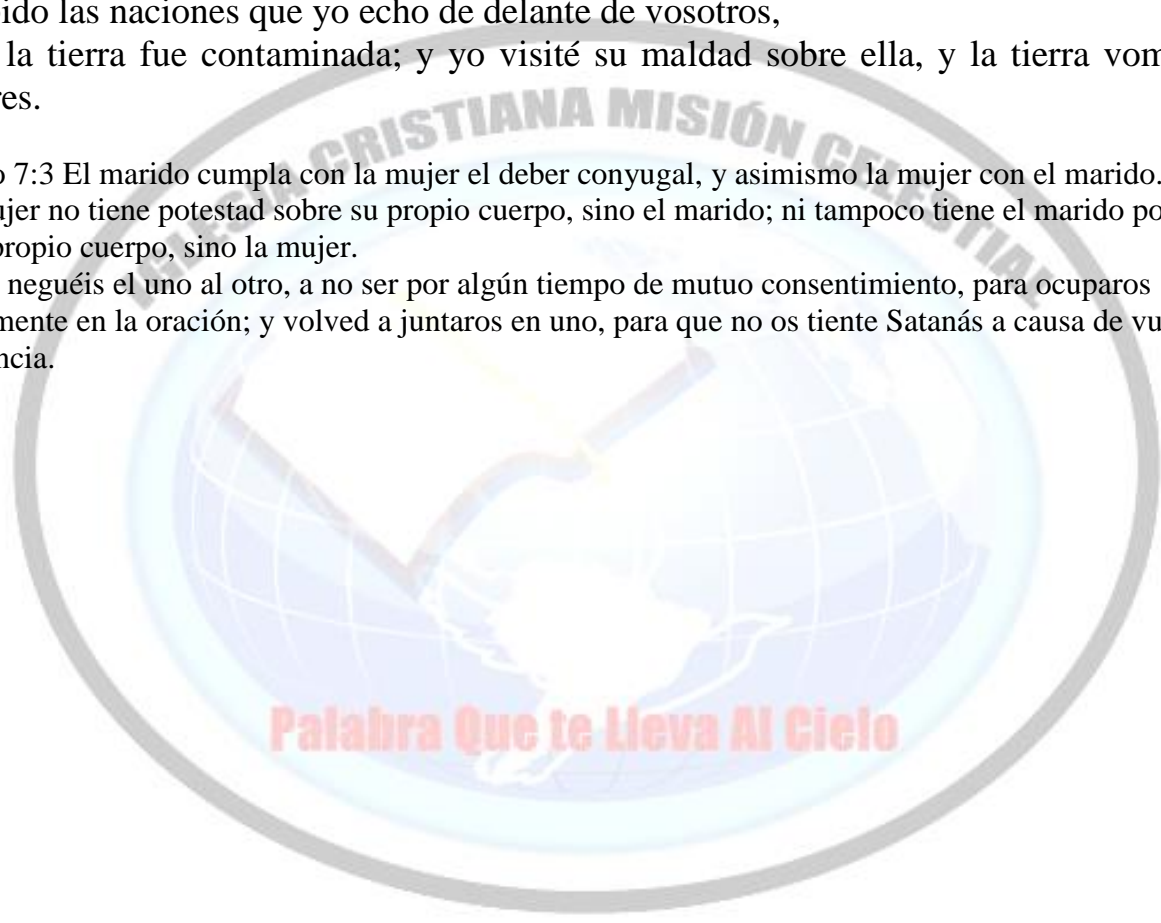 ido las naciones que yo echo de delante de vosotros,
la tierra fue contaminada; y yo visité su maldad sobre ella, y la tierra vom
res.
IGLESIA CRISTIANA MISIÓN CELESTIAL
o 7:3 El marido cumpla con la mujer el deber conyugal, y asimismo la mujer con el marido.
ujer no tiene potestad sobre su propio cuerpo, sino el marido; ni tampoco tiene el marido po
propio cuerpo, sino la mujer.
neguéis el uno al otro, a no ser por algún tiempo de mutuo consentimiento, para ocuparos
mente en la oración; y volved a juntaros en uno, para que no os tiente Satanás a causa de vu
ncia.
Palabra Que te Lleva Al Cielo